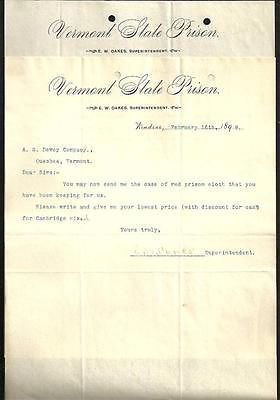 Vermont State Prison.
E. W. OAKES, SUPERINTENDENT.
Vermont State Prison,
E. W. OAKES, SUPERINTENDENT.
Windsor, February 189
A. G. Dewey Company.,
Quechee, Vermont.
Dear Sirs:-
You may now send me the case of red prison cloth that you
have been keeping for us.
Please write and give me your lowest price (with discount for cash
for Cambridge mix.
Yours truly,
Superintendent.